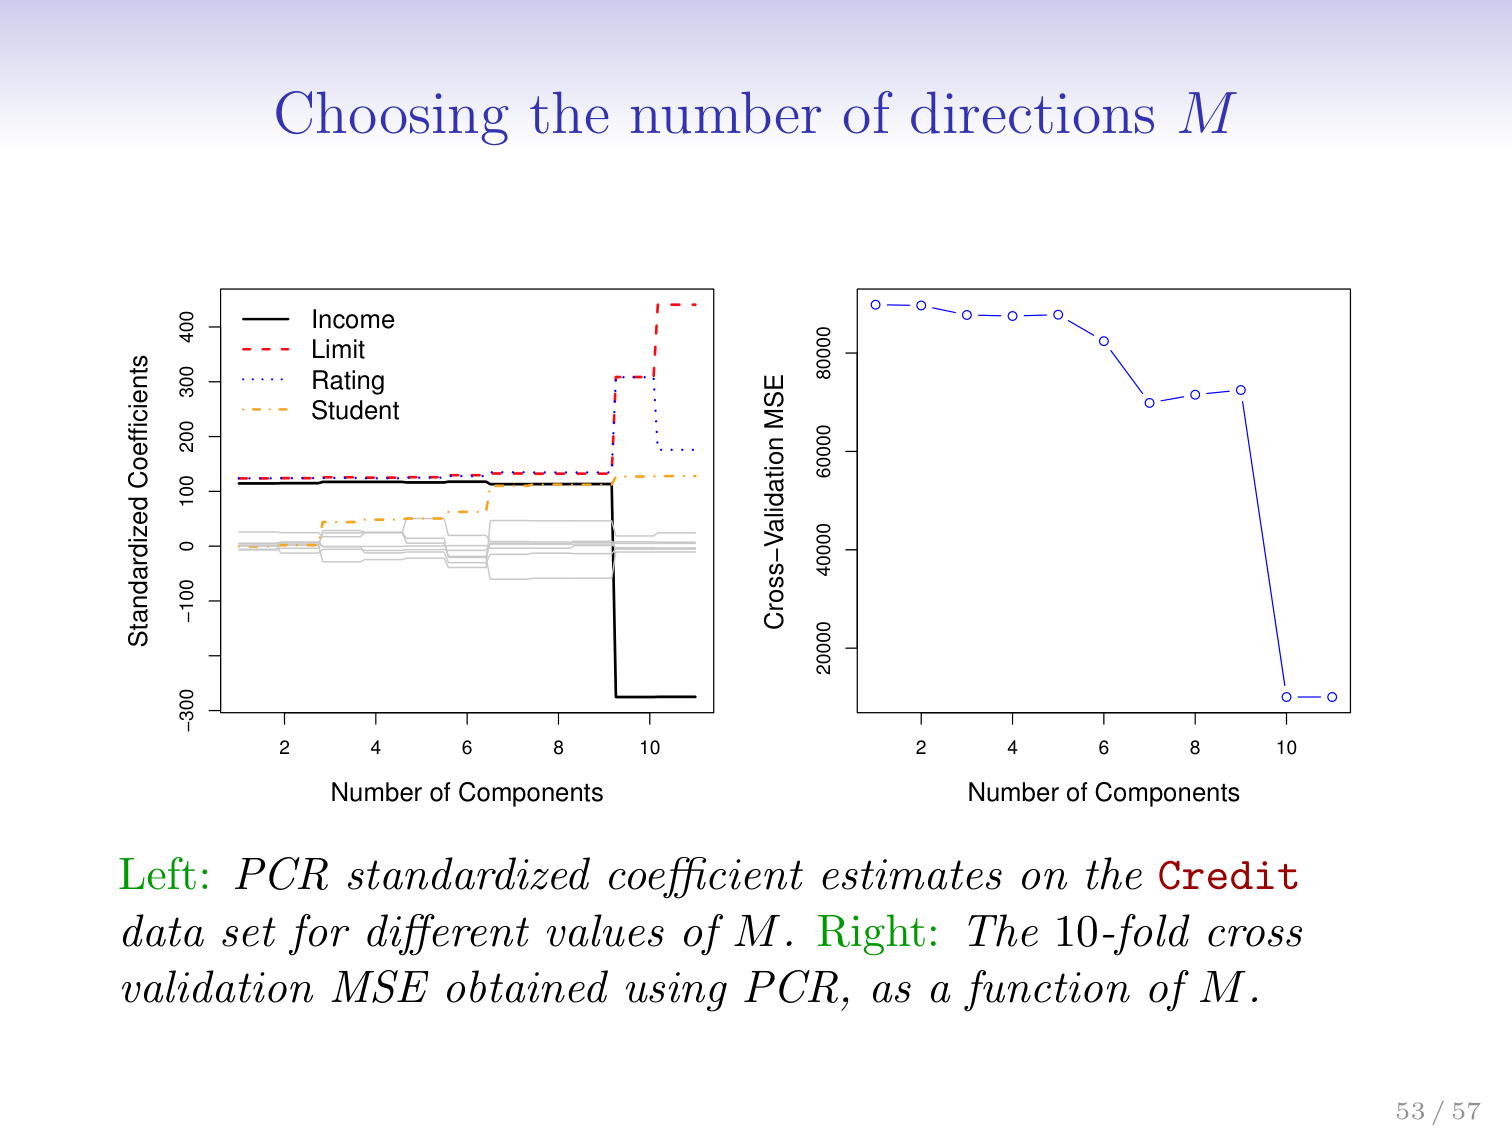 Choosing the number of directions M
Income
Limit
Rating
Student
Standardized Coefficients
−300
−100
0
100
200
300
400
2
4
6
8
10
Number of Components
Cross−Validation MSE
20000
40000
60000
80000
2
4
6
8
10
Number of Components
Left: PCR standardized coefficient estimates on the Credit
data set for different values of M. Right: The 10-fold cross
validation MSE obtained using PCR, as a function of M.
53 / 57